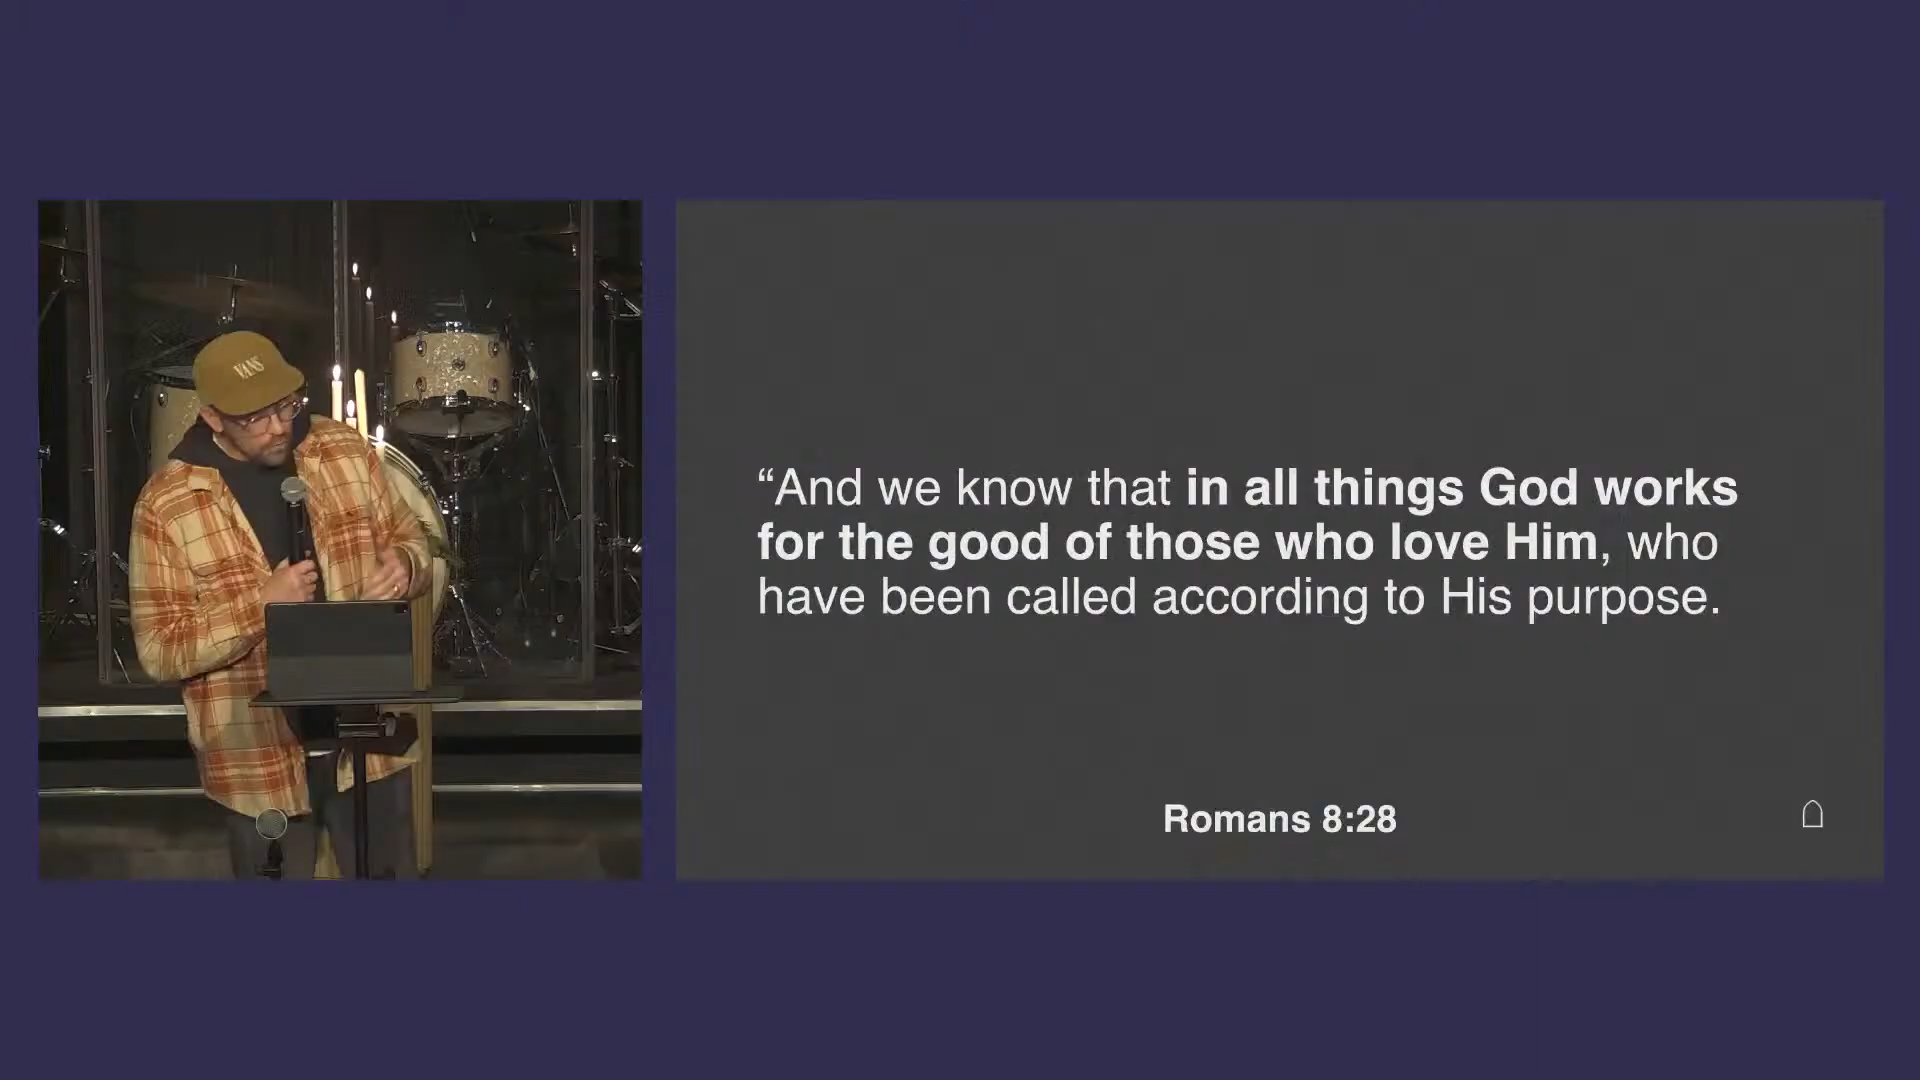 VANS
“And we know that in all things God works
for the good of those who love Him, who
have been called according to His purpose.
Romans 8:28